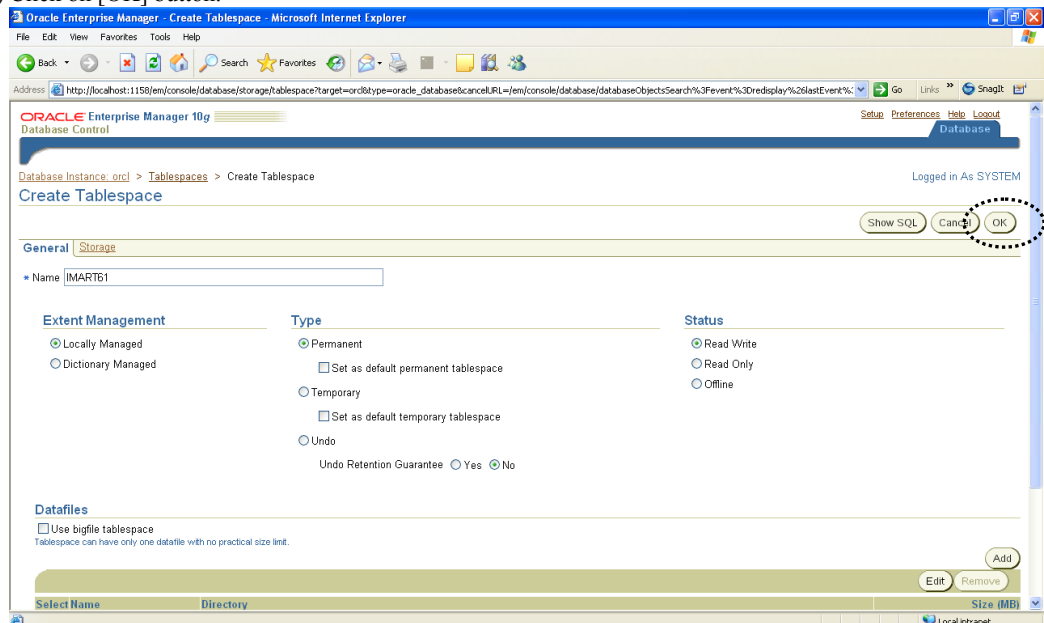 Click on [OK] button.
Oracle Enterprise Manager - Create Tablespace - Microsoft Internet Explorer
File Edit View Favorites Tools Help
Back Search Favorites
Address http://localhost:1158/em/console/database/storage/tablespace?target=orcl&type=oracle_database&cancelURL=/em/console/database/databaseObjectsSearch%3Fevent%3Dredisplay%26lastEvent%: Go Links » SnagIt
ORACLE Enterprise Manager 10g
Database Control
Setup Preferences Help Logout
Database
Database Instance: orcl > Tablespaces > Create Tablespace
Logged in As SYSTEM
Create Tablespace
Show SQL Cancel OK
General Storage
* Name IMART61
Extent Management Type Status
Locally Managed Permanent Read Write
Dictionary Managed Set as default permanent tablespace Read Only
Temporary Offline
Set as default temporary tablespace
Undo
Undo Retention Guarantee Yes No
Datafiles
Use bigfile tablespace
Tablespace can have only one datafile with no practical size limit.
Add
Edit Remove
Select Name Directory Size (MB)
Local intranet